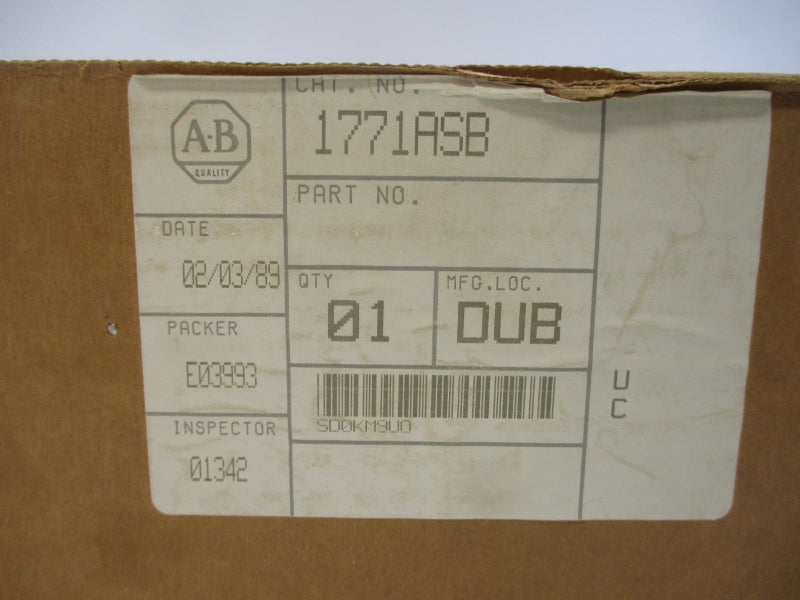 A-B
QUALITY
CAT. NO.
1771ASB
PART NO.
DATE
02/03/89
QTY
01
MFG.LOC.
DUB
PACKER
E03993
SD0KM9U0
INSPECTOR
01342
U
C